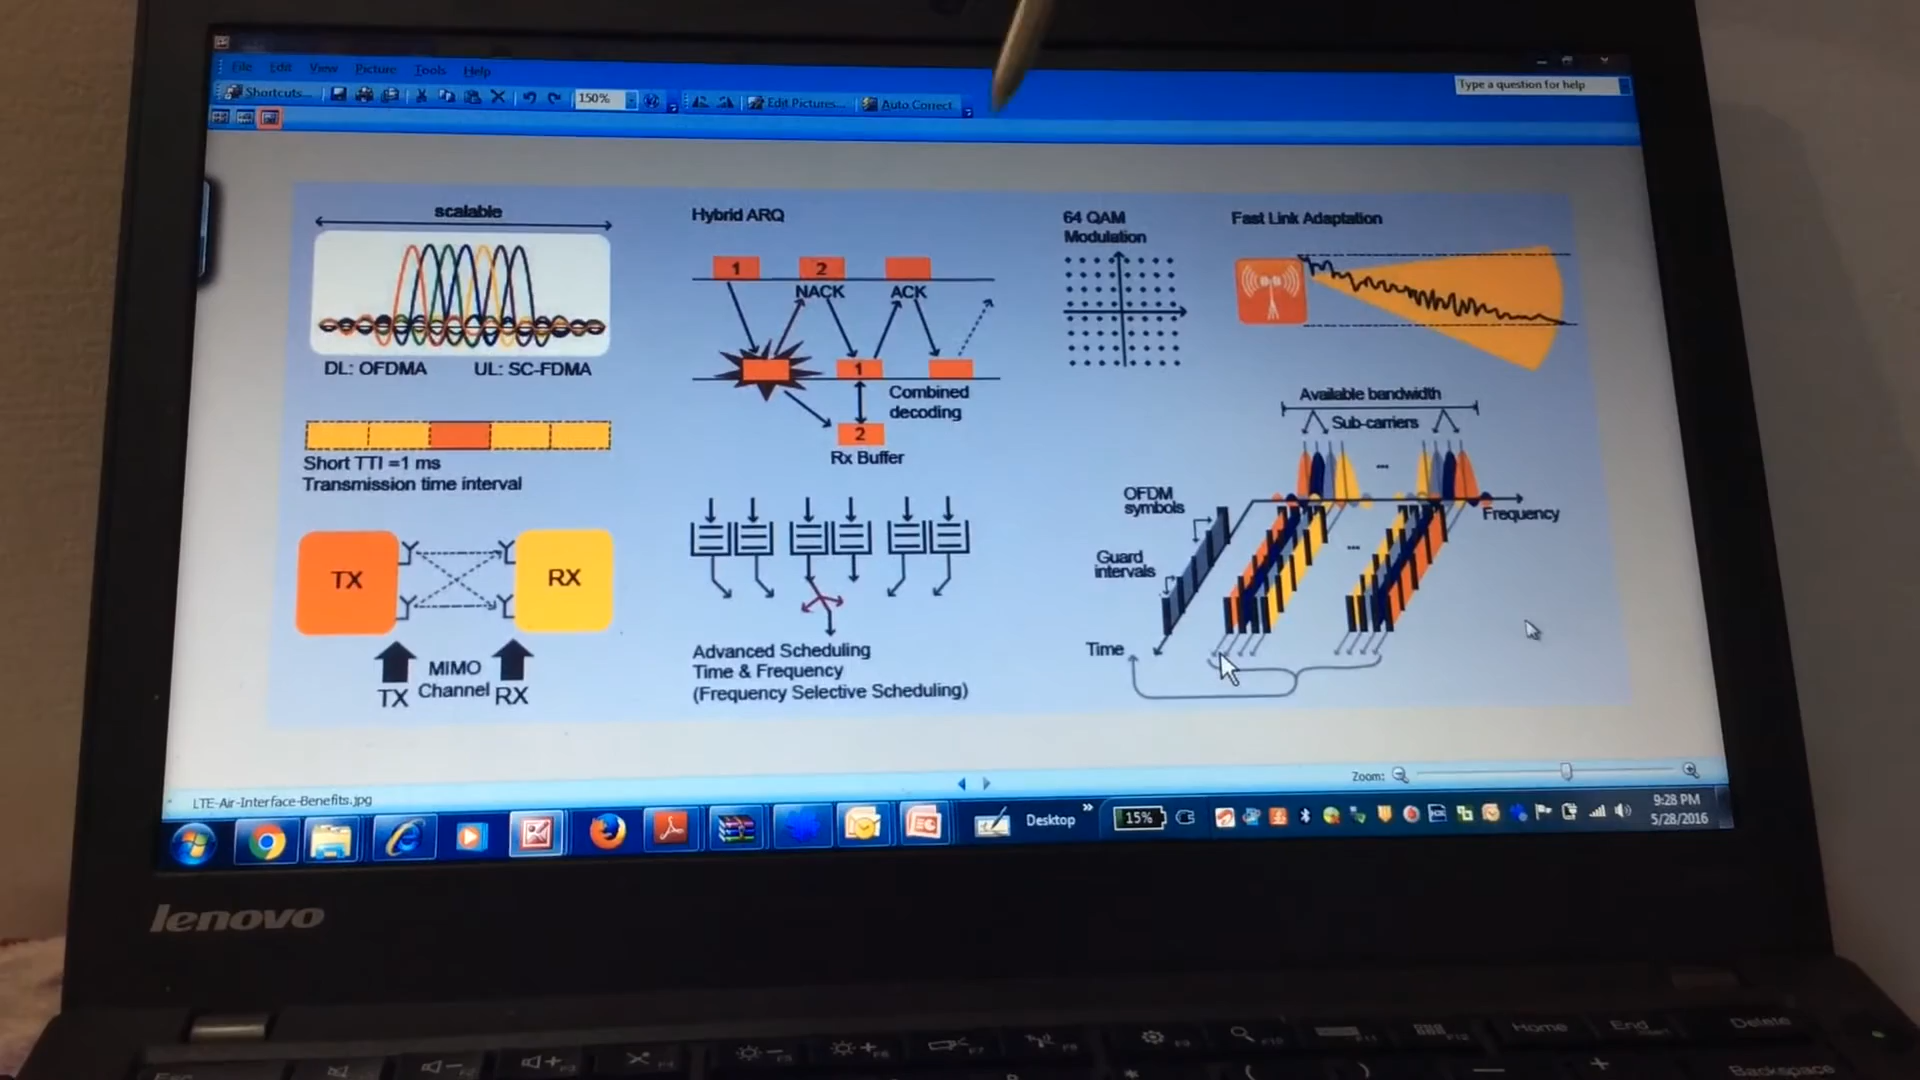 File Edit View Picture Tools Help
Type a question for help
Shortcuts...
150%
Edit Pictures...
Auto Correct
scalable
DL: OFDMA UL: SC-FDMA
Short TTI =1 ms
Transmission time interval
TX
RX
MIMO
Channel
TX
RX
Hybrid ARQ
1
2
NACK
ACK
1
Combined
decoding
2
Rx Buffer
Advanced Scheduling
Time & Frequency
(Frequency Selective Scheduling)
64 QAM
Modulation
Fast Link Adaptation
Available bandwidth
Sub-carriers
...
OFDM
symbols
Frequency
Guard
intervals
...
Time
Zoom:
LTE-Air-Interface-Benefits.jpg
Desktop
15%
9:28 PM
5/28/2016
lenovo
Home
End
Delete
Backspace